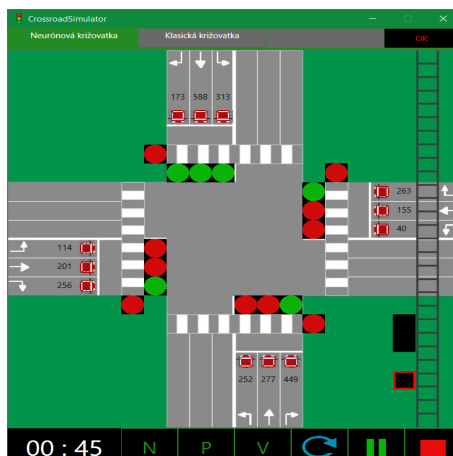 CrossroadSimulator
Neurónová križovatka Klasická križovatka OK
173 588 313
263
155
40
114
201
256
252 277 449
00 : 45 N P V